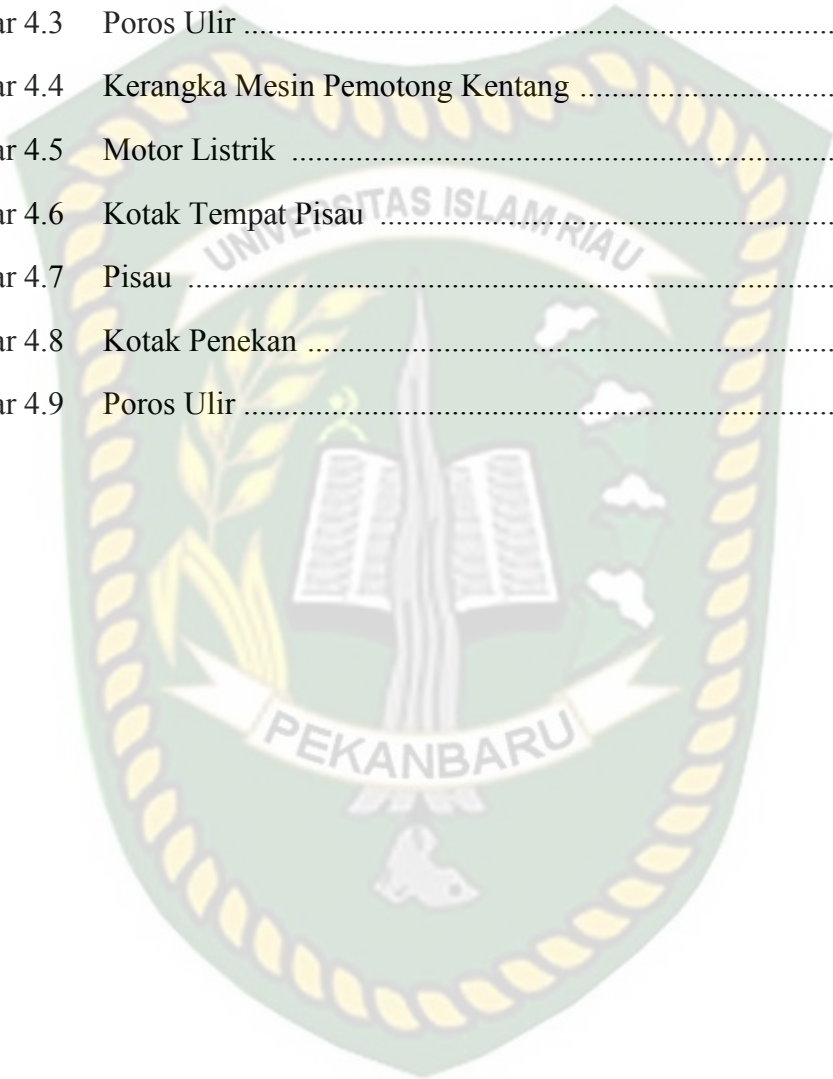 ar 4.3 Poros Ulir ........................................................................
ar 4.4 Kerangka Mesin Pemotong Kentang ................................
ar 4.5 Motor Listrik ..................................................................
ar 4.6 Kotak Tempat Pisau .......................................................
UNIVERSITAS ISLAM RIAU
ar 4.7 Pisau ...............................................................................
ar 4.8 Kotak Penekan ................................................................
ar 4.9 Poros Ulir ........................................................................
PEKANBARU